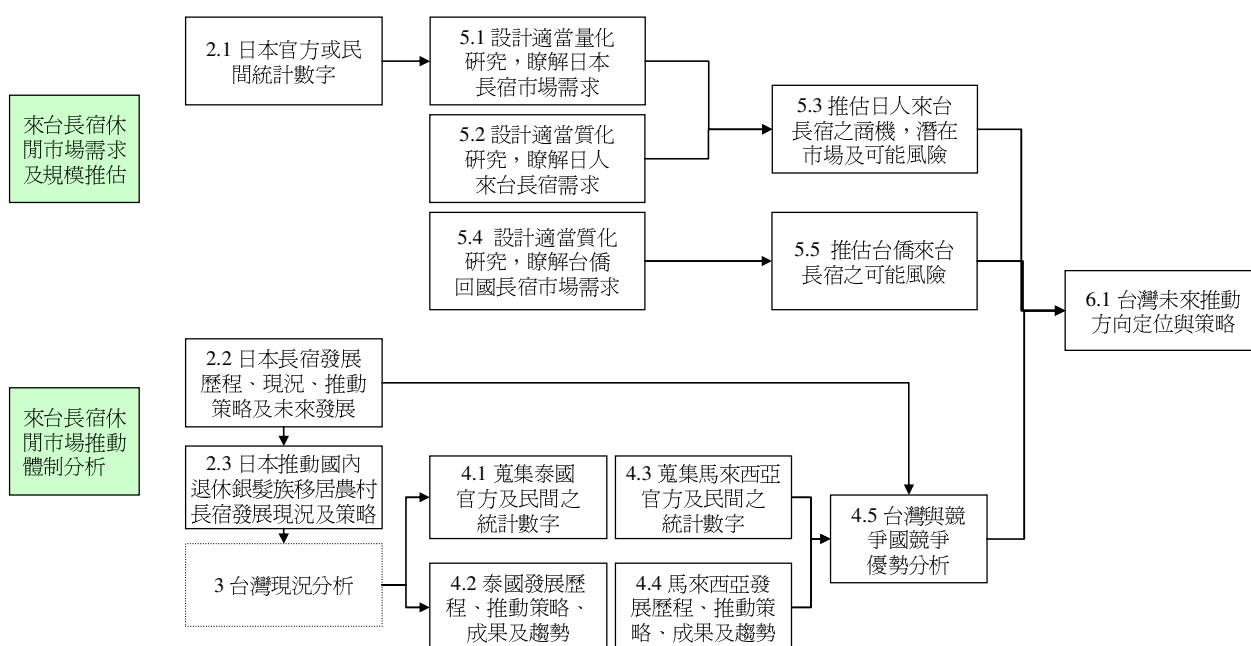 來台長宿休
閒市場需求
及規模推估
2.1 日本官方或民
間統計數字
5.1 設計適當量化
研究，瞭解日本
長宿市場需求
5.2 設計適當質化
研究，瞭解日人
來台長宿需求
5.3 推估日人來台
長宿之商機，潛在
市場及可能風險
5.4 設計適當質化
研究，瞭解台僑
回國長宿市場需求
5.5 推估台僑來台
長宿之可能風險
6.1 台灣未來推動
方向定位與策略
來台長宿休
閒市場推動
體制分析
2.2 日本長宿發展
歷程、現況、推動
策略及未來發展
2.3 日本推動國內
退休銀髮族移居農村
長宿發展現況及策略
3 台灣現況分析
4.1 蒐集泰國
官方及民間之
統計數字
4.3 蒐集馬來西亞
官方及民間之
統計數字
4.2 泰國發展歷
程、推動策略、
成果及趨勢
4.4 馬來西亞發
展歷程、推動策
略、成果及趨勢
4.5 台灣與競
爭國競爭
優勢分析